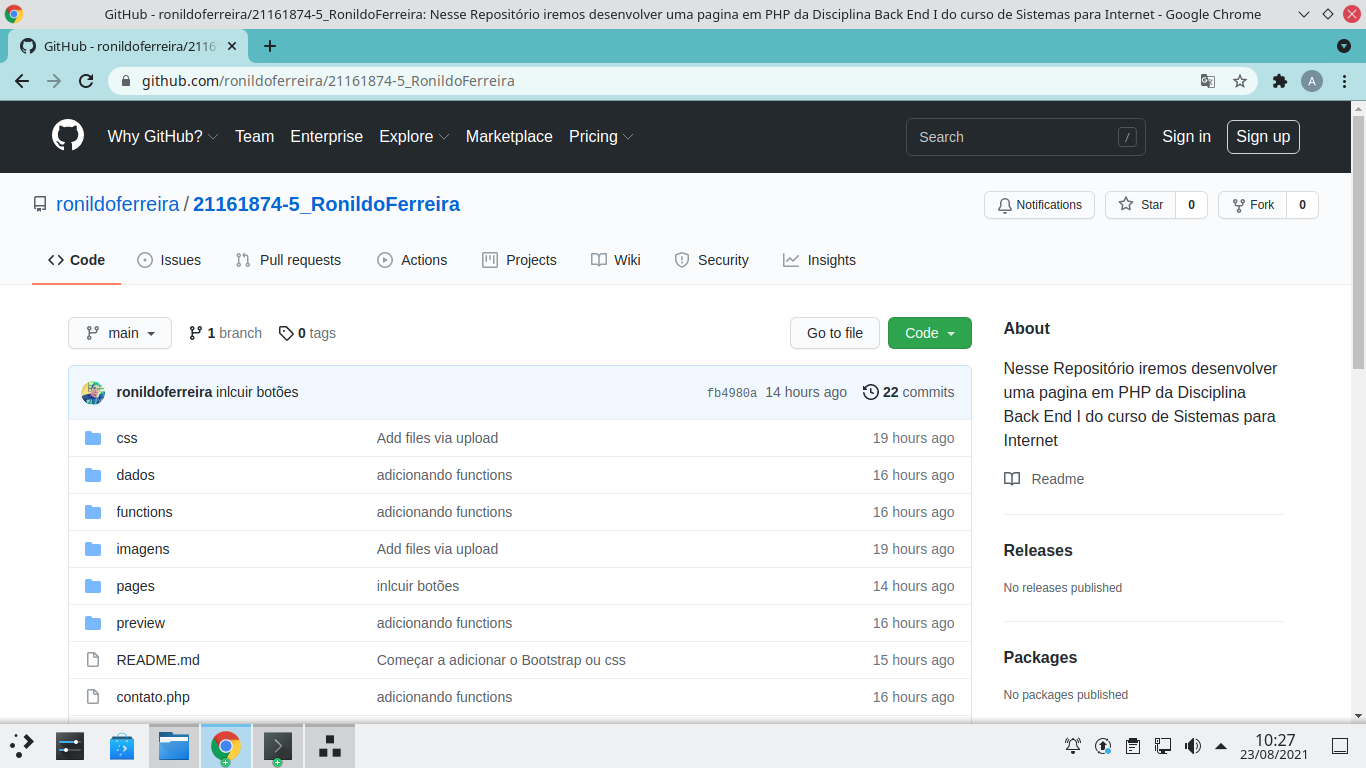 GitHub - ronildoferreira/21161874-5_RonildoFerreira: Nesse Repositório iremos desenvolver uma pagina em PHP da Disciplina Back End I do curso de Sistemas para Internet - Google Chrome
GitHub - ronildoferreira/2116
github.com/ronildoferreira/21161874-5_RonildoFerreira
A
Why GitHub? Team Enterprise Explore Marketplace Pricing Search / Sign in Sign up
ronildoferreira / 21161874-5_RonildoFerreira Notifications Star 0 Fork 0
Code Issues Pull requests Actions Projects Wiki Security Insights
main 1 branch 0 tags Go to file Code
ronildoferreira inlcuir botões fb4980a 14 hours ago 22 commits
css Add files via upload 19 hours ago
dados adicionando functions 16 hours ago
functions adicionando functions 16 hours ago
imagens Add files via upload 19 hours ago
pages inlcuir botões 14 hours ago
preview adicionando functions 16 hours ago
README.md Começar a adicionar o Bootstrap ou css 15 hours ago
contato.php adicionando functions 16 hours ago
About
Nesse Repositório iremos desenvolver
uma pagina em PHP da Disciplina
Back End I do curso de Sistemas para
Internet
Readme
Releases
No releases published
Packages
No packages published
10:27
23/08/2021